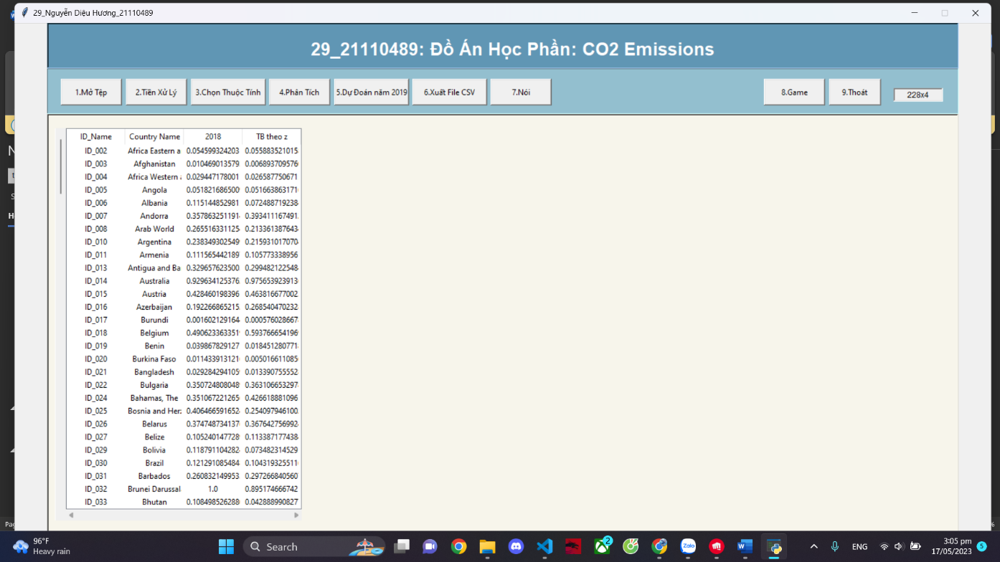 29_Nguyễn Diệu Hương_21110489
29_21110489: Đồ Án Học Phần: CO2 Emissions
1.Mở Tệp 2.Tiền Xử Lý 3.Chọn Thuộc Tính 4.Phân Tích 5.Dự Đoán năm 2019 6.Xuất File CSV 7.Nói 8.Game 9.Thoát 228x4
ID_Name Country Name 2018 TB theo z
ID_002 Africa Eastern a 0.054599324203 0.055883521015
ID_003 Afghanistan 0.010469013579 0.006893709576
ID_004 Africa Western 0.029447178001 0.026587750671
ID_005 Angola 0.051821686500 0.051663863171
ID_006 Albania 0.115144852981 0.072488719238
ID_007 Andorra 0.357863251191 0.393411167491
ID_008 Arab World 0.265516331125 0.213361387643
ID_010 Argentina 0.238349302549 0.215931017070
ID_011 Armenia 0.111565442189 0.105773338956
ID_013 Antigua and Ba 0.329657623500 0.299482122548
ID_014 Australia 0.929634125376 0.975653923913
ID_015 Austria 0.428460198396 0.463816677002
ID_016 Azerbaijan 0.192266865215 0.268540470232
ID_017 Burundi 0.001602129164 0.000576028667
ID_018 Belgium 0.490623363351 0.593766654196
ID_019 Benin 0.039867829127 0.018451280771
ID_020 Burkina Faso 0.011433913121 0.005016611085
ID_021 Bangladesh 0.029284294105 0.013390755552
ID_022 Bulgaria 0.350724808048 0.363106653297
ID_024 Bahamas, The 0.351067221265 0.426618881096
ID_025 Bosnia and Her 0.406466591652 0.254097946100
ID_026 Belarus 0.374748734137 0.367642756992
ID_027 Belize 0.105240147728 0.113387177438
ID_029 Bolivia 0.118791104282 0.073482314529
ID_030 Brazil 0.121291085484 0.104319325511
ID_031 Barbados 0.260832149953 0.297266840560
ID_032 Brunei Darussal 1.0 0.895174666742
ID_033 Bhutan 0.108498526288 0.042888990827
96°F
Heavy rain
Search
Zalo
2
ENG
3:05 pm
17/05/2023
5